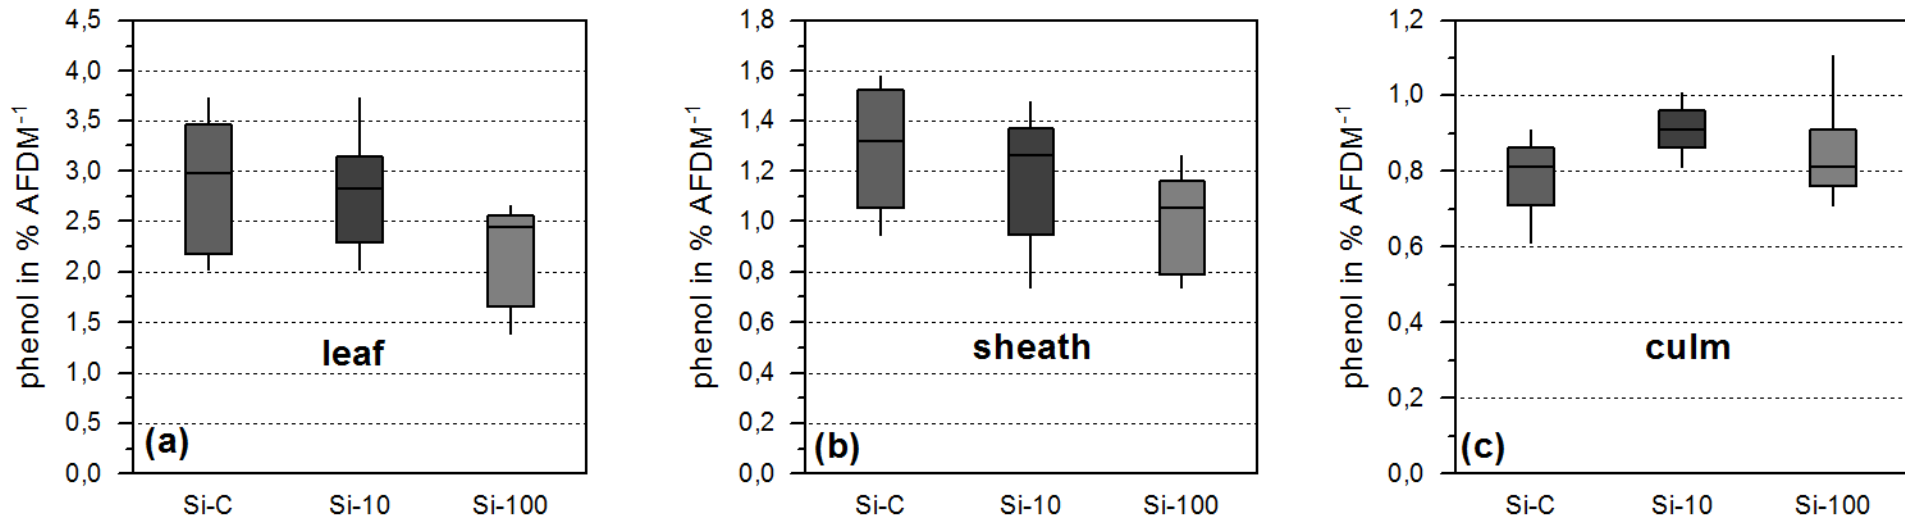 phenol in % AFDM⁻¹
4,5
4,0
3,5
3,0
2,5
2,0
1,5
1,0
0,5
0,0
leaf
(a)
Si-C Si-10 Si-100
phenol in % AFDM⁻¹
1,8
1,6
1,4
1,2
1,0
0,8
0,6
0,4
0,2
0,0
sheath
(b)
Si-C Si-10 Si-100
phenol in % AFDM⁻¹
1,2
1,0
0,8
0,6
0,4
0,2
0,0
culm
(c)
Si-C Si-10 Si-100